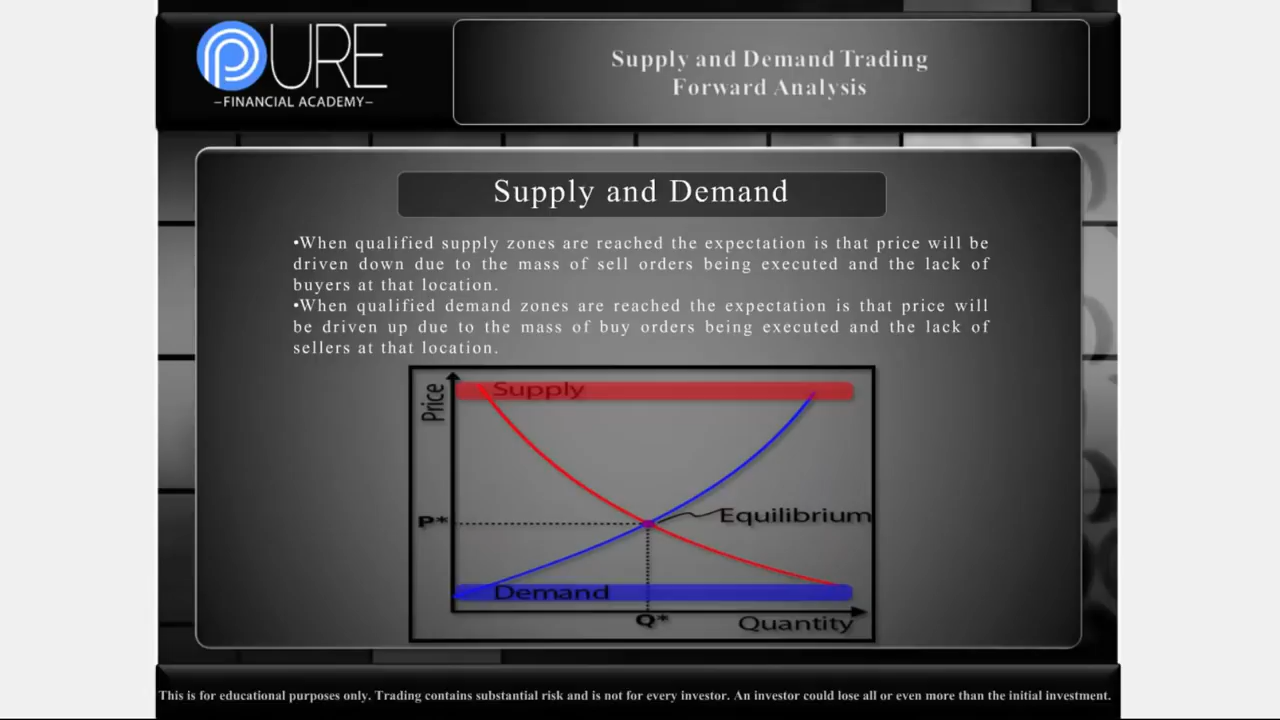 PURE
–FINANCIAL ACADEMY–
Supply and Demand Trading
Forward Analysis
Supply and Demand
•When qualified supply zones are reached the expectation is that price will be
driven down due to the mass of sell orders being executed and the lack of
buyers at that location.
•When qualified demand zones are reached the expectation is that price will
be driven up due to the mass of buy orders being executed and the lack of
sellers at that location.
Price
Supply
P*
Equilibrium
Demand
Q*
Quantity
This is for educational purposes only. Trading contains substantial risk and is not for every investor. An investor could lose all or even more than the initial investment.